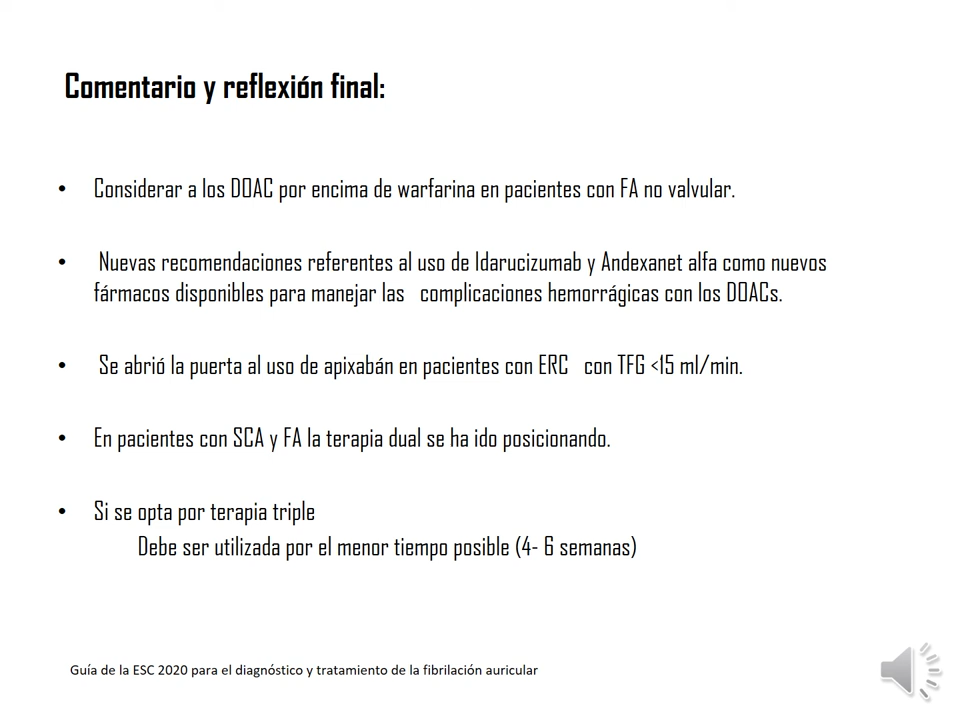 Comentario y reflexión final:
• Considerar a los DOAC por encima de warfarina en pacientes con FA no valvular.
• Nuevas recomendaciones referentes al uso de Idarucizumab y Andexanet alfa como nuevos
fármacos disponibles para manejar las complicaciones hemorrágicas con los DOACs.
• Se abrió la puerta al uso de apixabán en pacientes con ERC con TFG <15 ml/min.
• En pacientes con SCA y FA la terapia dual se ha ido posicionando.
• Si se opta por terapia triple
Debe ser utilizada por el menor tiempo posible (4- 6 semanas)
Guía de la ESC 2020 para el diagnóstico y tratamiento de la fibrilación auricular